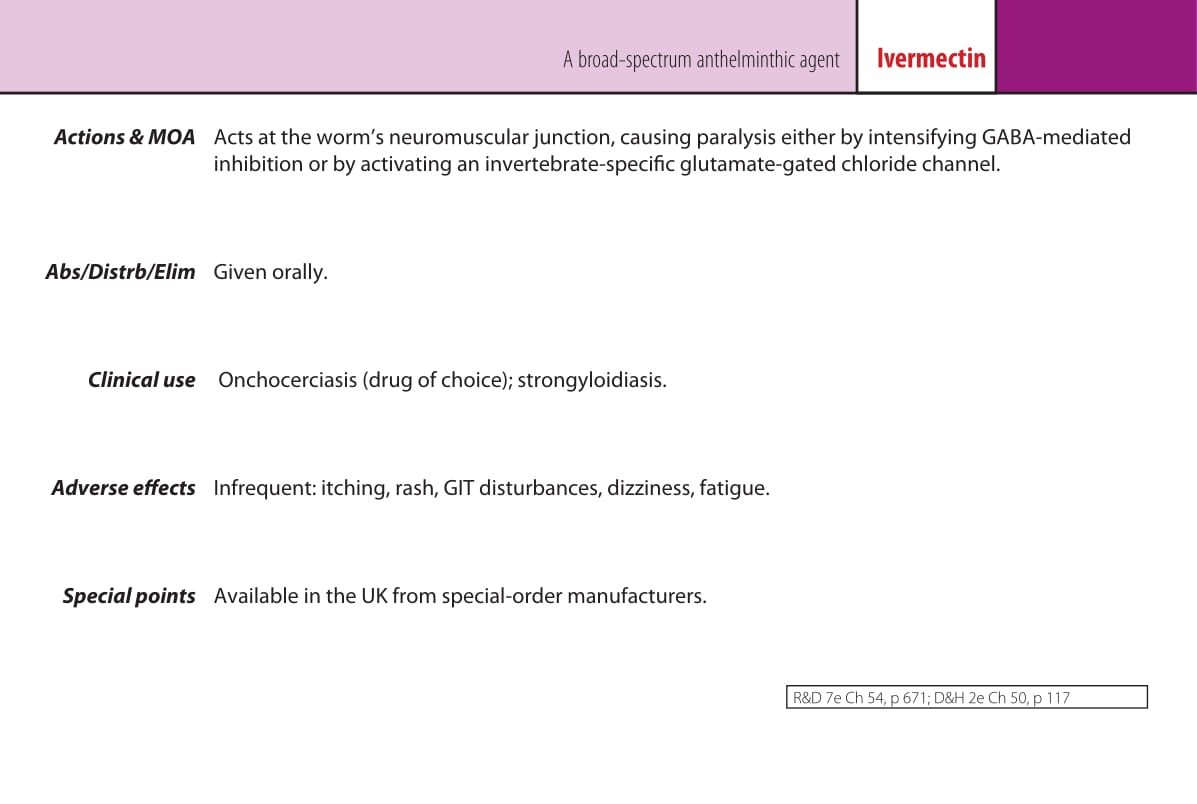 A broad-spectrum anthelminthic agent Ivermectin
Actions & MOA Acts at the worm’s neuromuscular junction, causing paralysis either by intensifying GABA-mediated
inhibition or by activating an invertebrate-specific glutamate-gated chloride channel.
Abs/Distrb/Elim Given orally.
Clinical use Onchocerciasis (drug of choice); strongyloidiasis.
Adverse effects Infrequent: itching, rash, GIT disturbances, dizziness, fatigue.
Special points Available in the UK from special-order manufacturers.
R&D 7e Ch 54, p 671; D&H 2e Ch 50, p 117